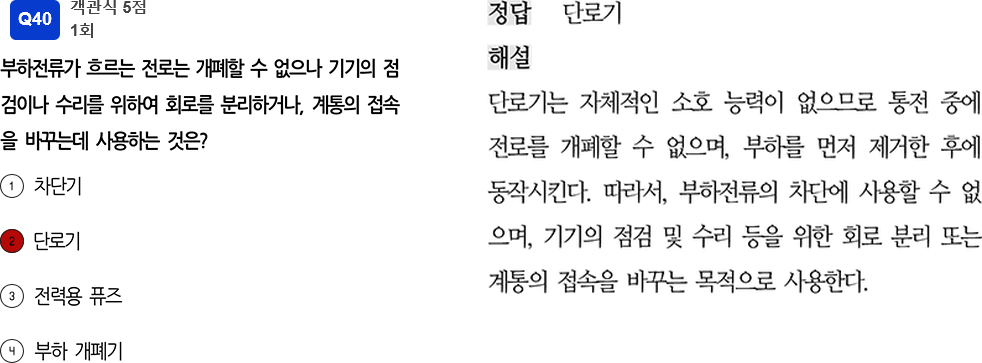 Q40
객관식 5점
1회
부하전류가 흐르는 전로는 개폐할 수 없으나 기기의 점
검이나 수리를 위하여 회로를 분리하거나, 계통의 접속
을 바꾸는데 사용하는 것은?
1 차단기
2 단로기
3 전력용 퓨즈
4 부하 개폐기
정답 단로기
해설
단로기는 자체적인 소호 능력이 없으므로 통전 중에
전로를 개폐할 수 없으며, 부하를 먼저 제거한 후에
동작시킨다. 따라서, 부하전류의 차단에 사용할 수 없
으며, 기기의 점검 및 수리 등을 위한 회로 분리 또는
계통의 접속을 바꾸는 목적으로 사용한다.